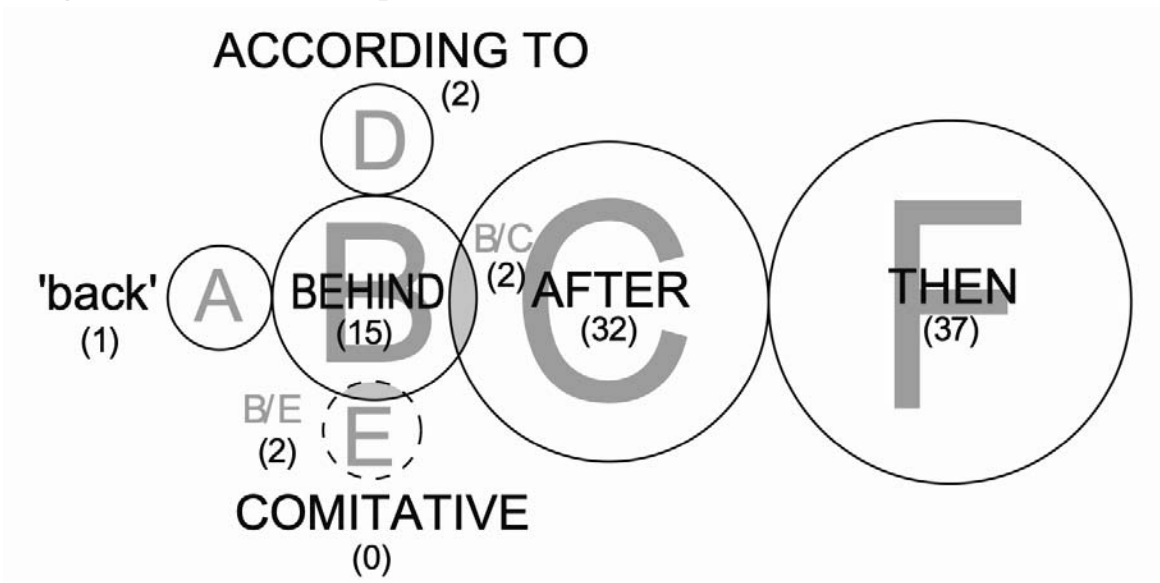 ACCORDING TO
(2)
D
B/C
(2)
'back'
(1)
A
B
BEHIND
(15)
C
AFTER
(32)
F
THEN
(37)
B/E
(2)
E
COMITATIVE
(0)